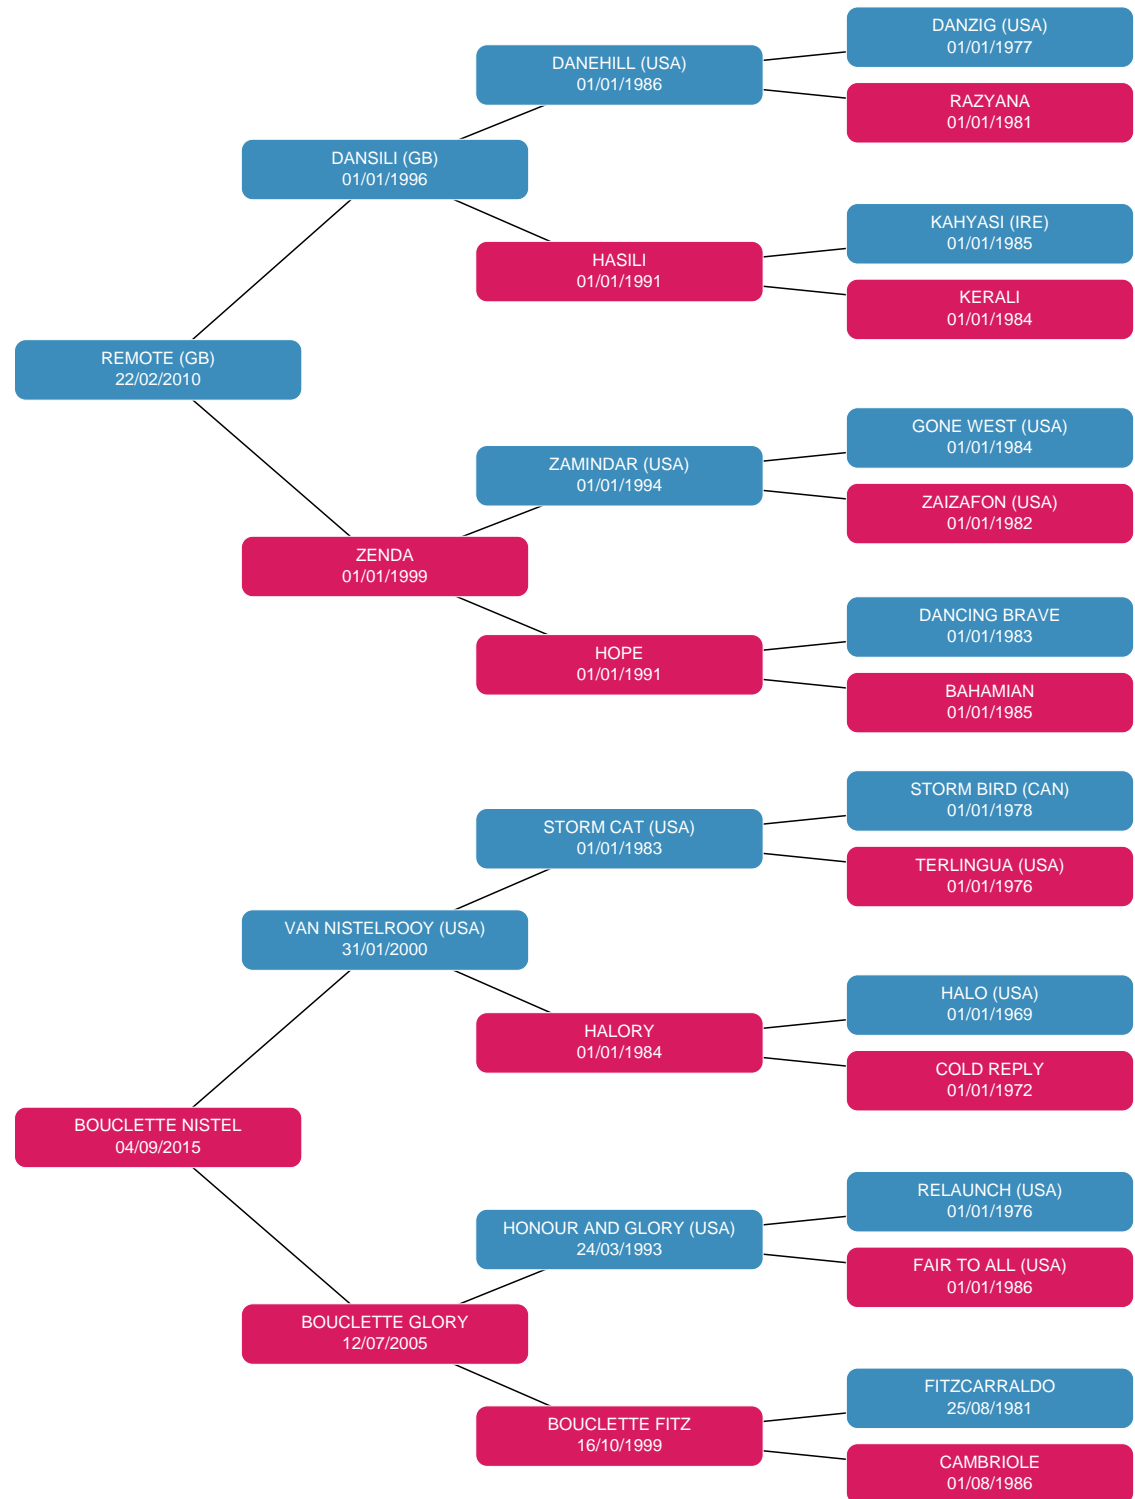 DANZIG (USA)
01/01/1977
DANEHILL (USA)
01/01/1986
RAZYANA
01/01/1981
DANSILI (GB)
01/01/1996
KAHYASI (IRE)
01/01/1985
HASILI
01/01/1991
KERALI
01/01/1984
REMOTE (GB)
22/02/2010
GONE WEST (USA)
01/01/1984
ZAMINDAR (USA)
01/01/1994
ZAIZAFON (USA)
01/01/1982
ZENDA
01/01/1999
DANCING BRAVE
01/01/1983
HOPE
01/01/1991
BAHAMIAN
01/01/1985
STORM BIRD (CAN)
01/01/1978
STORM CAT (USA)
01/01/1983
TERLINGUA (USA)
01/01/1976
VAN NISTELROOY (USA)
31/01/2000
HALO (USA)
01/01/1969
HALORY
01/01/1984
COLD REPLY
01/01/1972
BOUCLETTE NISTEL
04/09/2015
RELAUNCH (USA)
01/01/1976
HONOUR AND GLORY (USA)
24/03/1993
FAIR TO ALL (USA)
01/01/1986
BOUCLETTE GLORY
12/07/2005
FITZCARRALDO
25/08/1981
BOUCLETTE FITZ
16/10/1999
CAMBRIOLE
01/08/1986